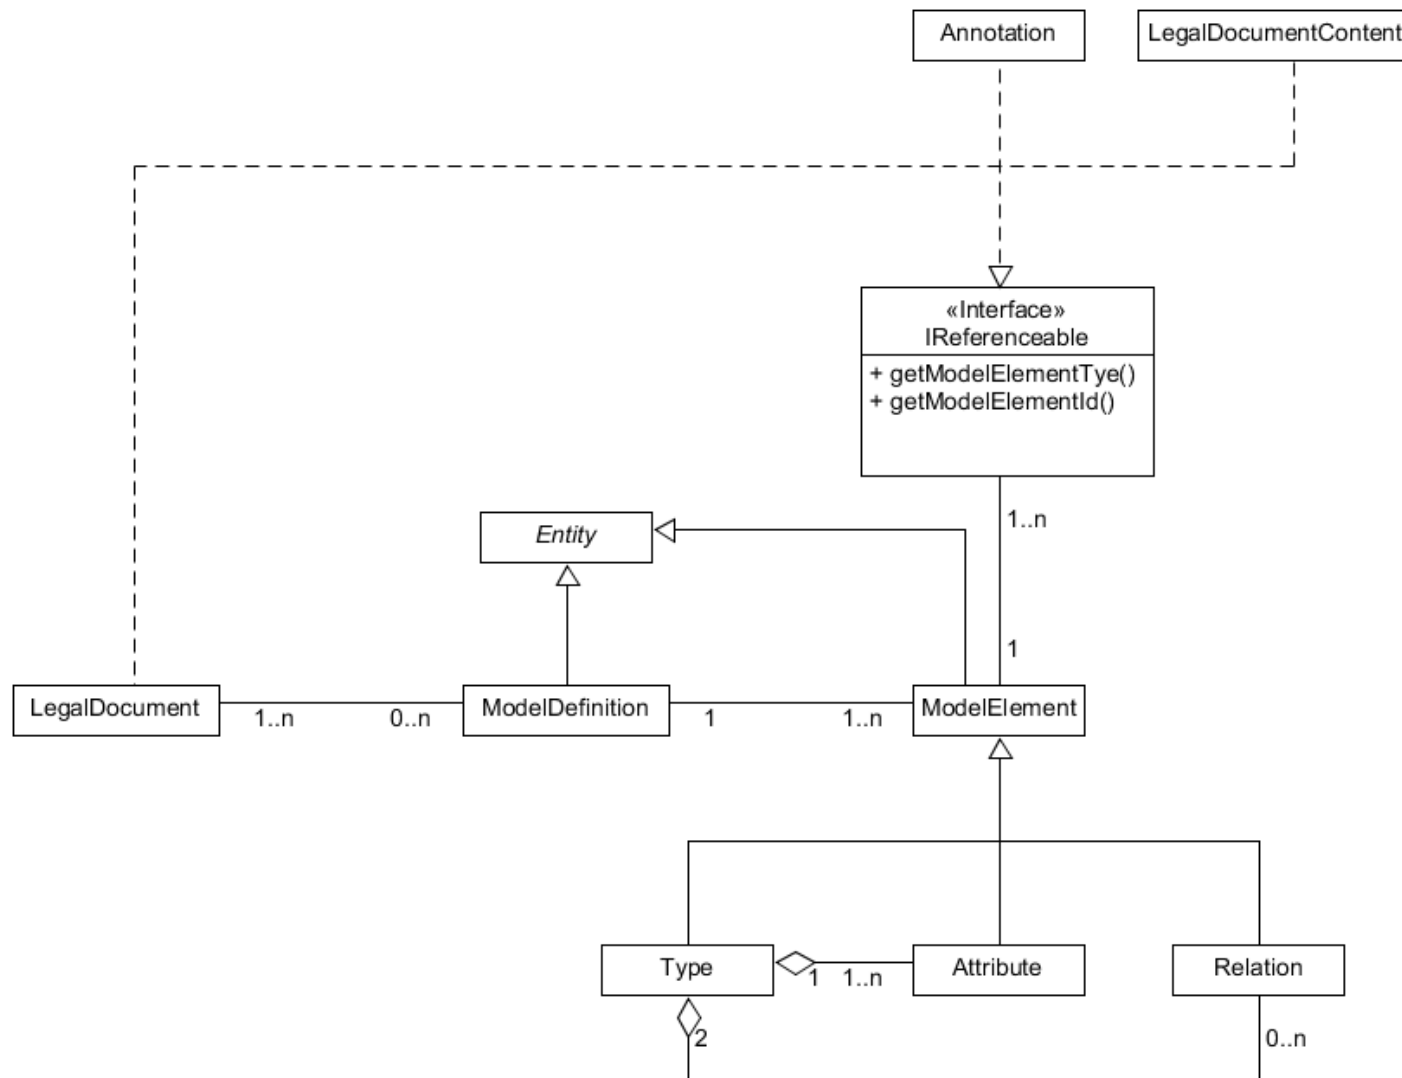 Annotation
LegalDocumentContent
«Interface»
IReferenceable
+ getModelElementTye()
+ getModelElementId()
1..n
Entity
1
LegalDocument
1..n
0..n
ModelDefinition
1
1..n
ModelElement
Type
1
1..n
Attribute
Relation
2
0..n